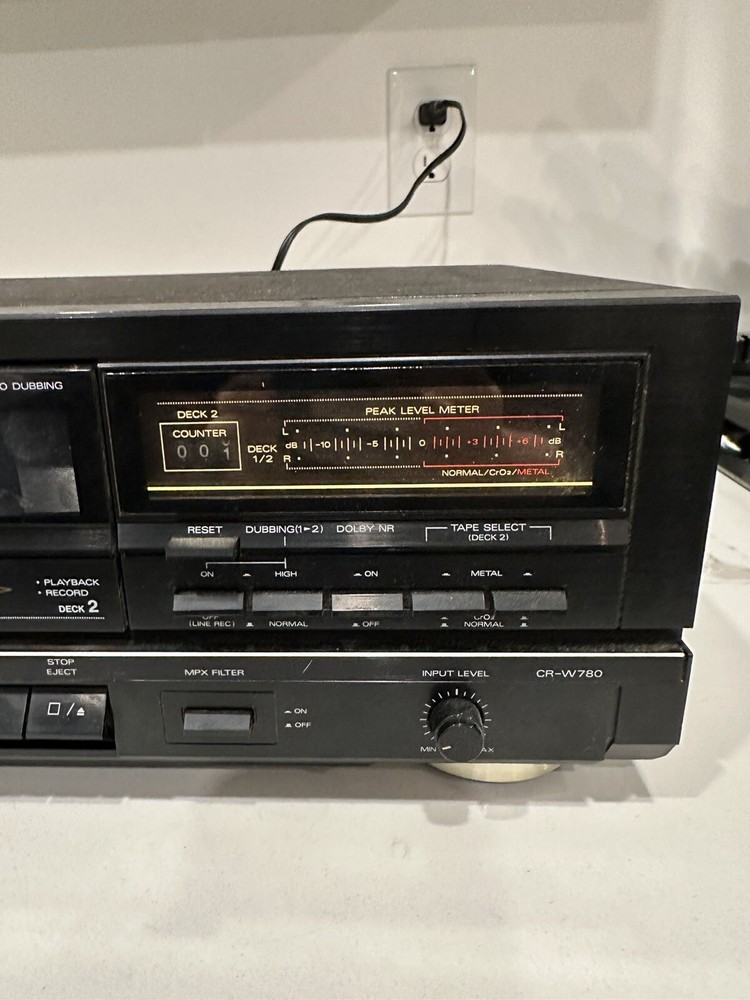 O DUBBING
DECK 2
COUNTER
001
DECK
1/2
PEAK LEVEL METER
L L
dB -10 -5 0 +3 +6 dB
R R
NORMAL/CrO2/METAL
RESET DUBBING(1►2) DOLBY NR TAPE SELECT
(DECK 2)
ON HIGH ON METAL
• PLAYBACK
• RECORD
DECK 2
OFF CrO2
(LINE REC) NORMAL OFF NORMAL
STOP
EJECT
MPX FILTER INPUT LEVEL CR-W780
ON
OFF
MIN AX